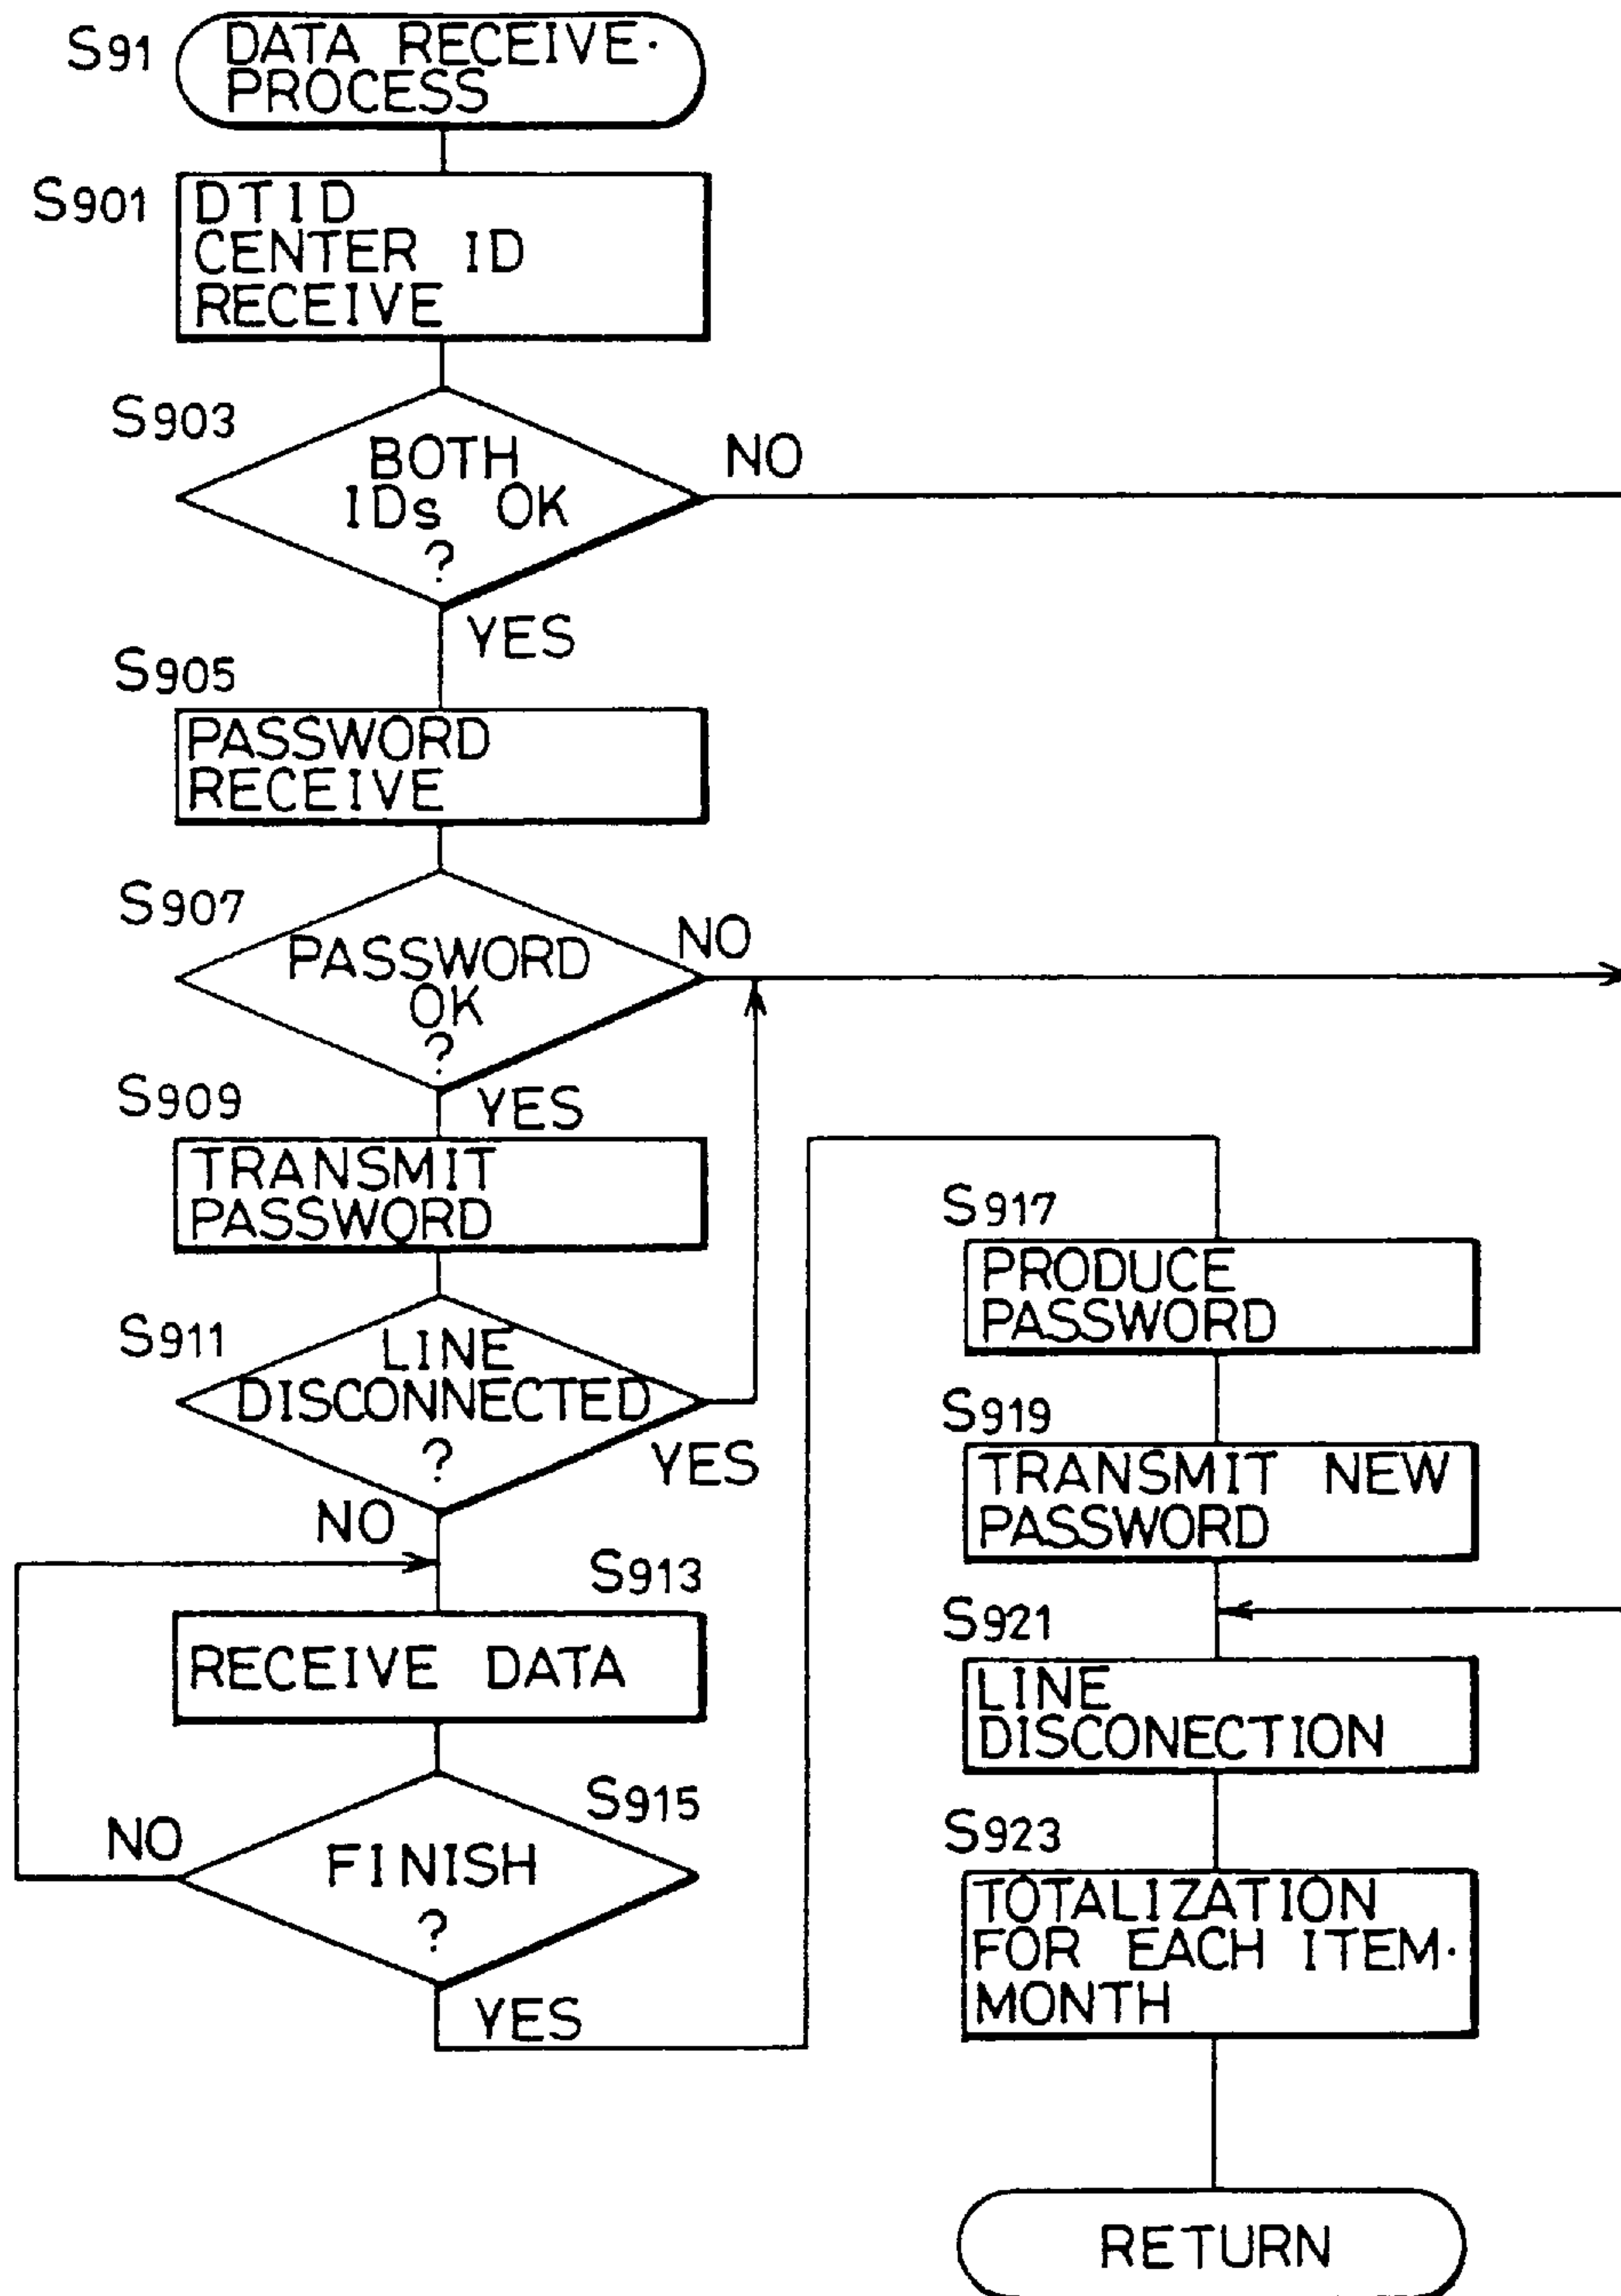 S91
DATA RECEIVE·
PROCESS
S901
DTID
CENTER ID
RECEIVE
S903
BOTH
IDs OK
?
NO
YES
S905
PASSWORD
RECEIVE
S907
PASSWORD
OK
?
NO
YES
S909
TRANSMIT
PASSWORD
S911
LINE
DISCONNECTED
?
YES
NO
S913
RECEIVE DATA
S915
FINISH
?
NO
YES
S917
PRODUCE
PASSWORD
S919
TRANSMIT NEW
PASSWORD
S921
LINE
DISCONECTION
S923
TOTALIZATION
FOR EACH ITEM·
MONTH
RETURN